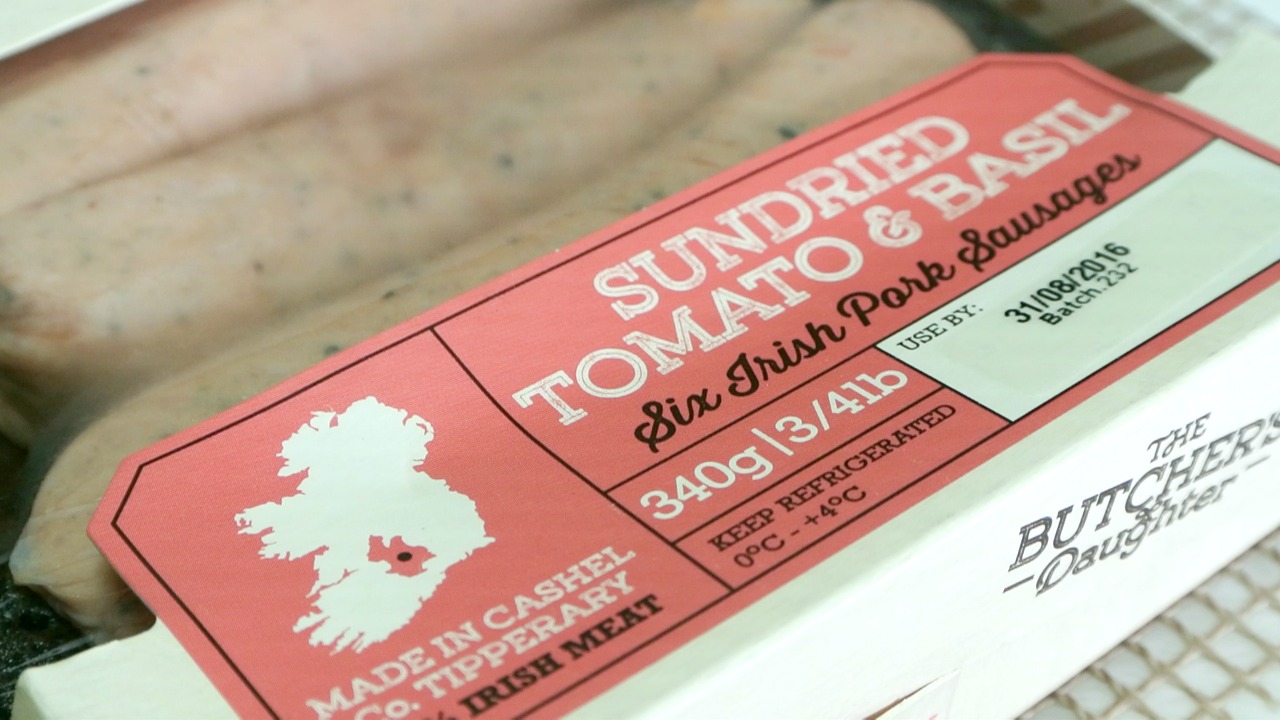 SUNDRIED
TOMATO & BASIL
Six Irish Pork Sausages
340g|3/4lb
KEEP REFRIGERATED
0°C - +4°C
USE BY:
31/08/2016
Batch.232
MADE IN CASHEL
Co. TIPPERARY
% IRISH MEAT
THE
BUTCHER'S
Daughter